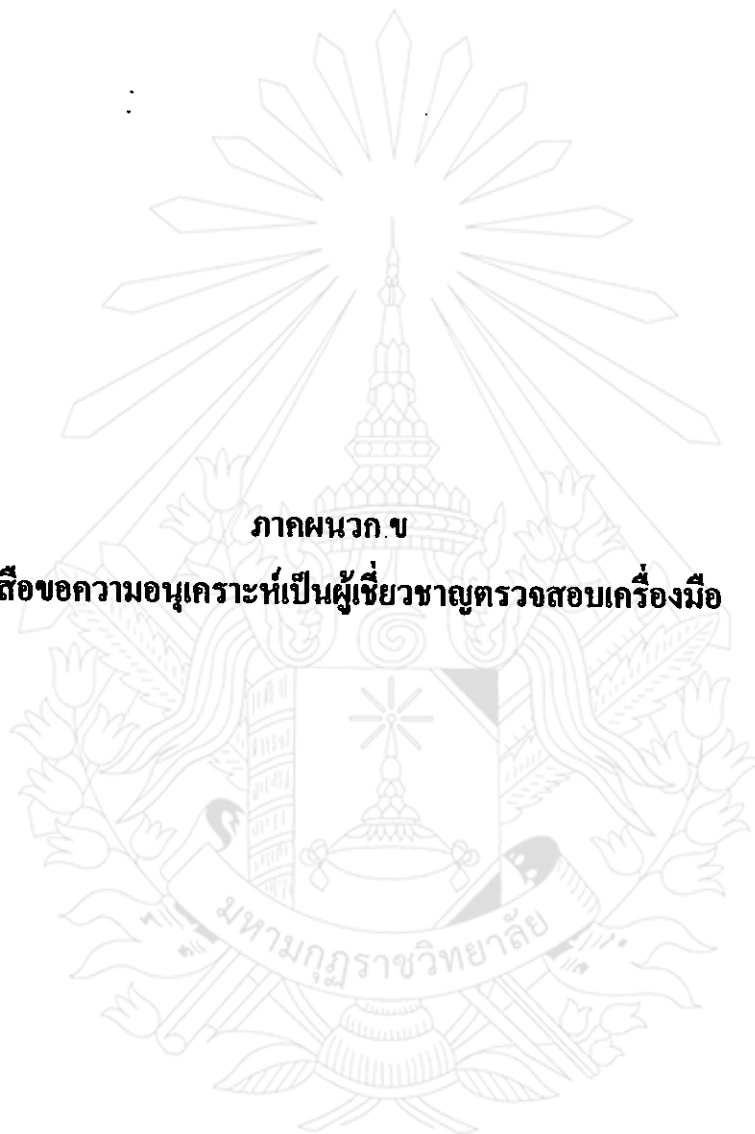 ภาคผนวก ข
สือขอความอนุเคราะห์เป็นผู้เชี่ยวชาญตรวจสอบเครื่องมือ
มหามกุฏราชวิทยาลัย